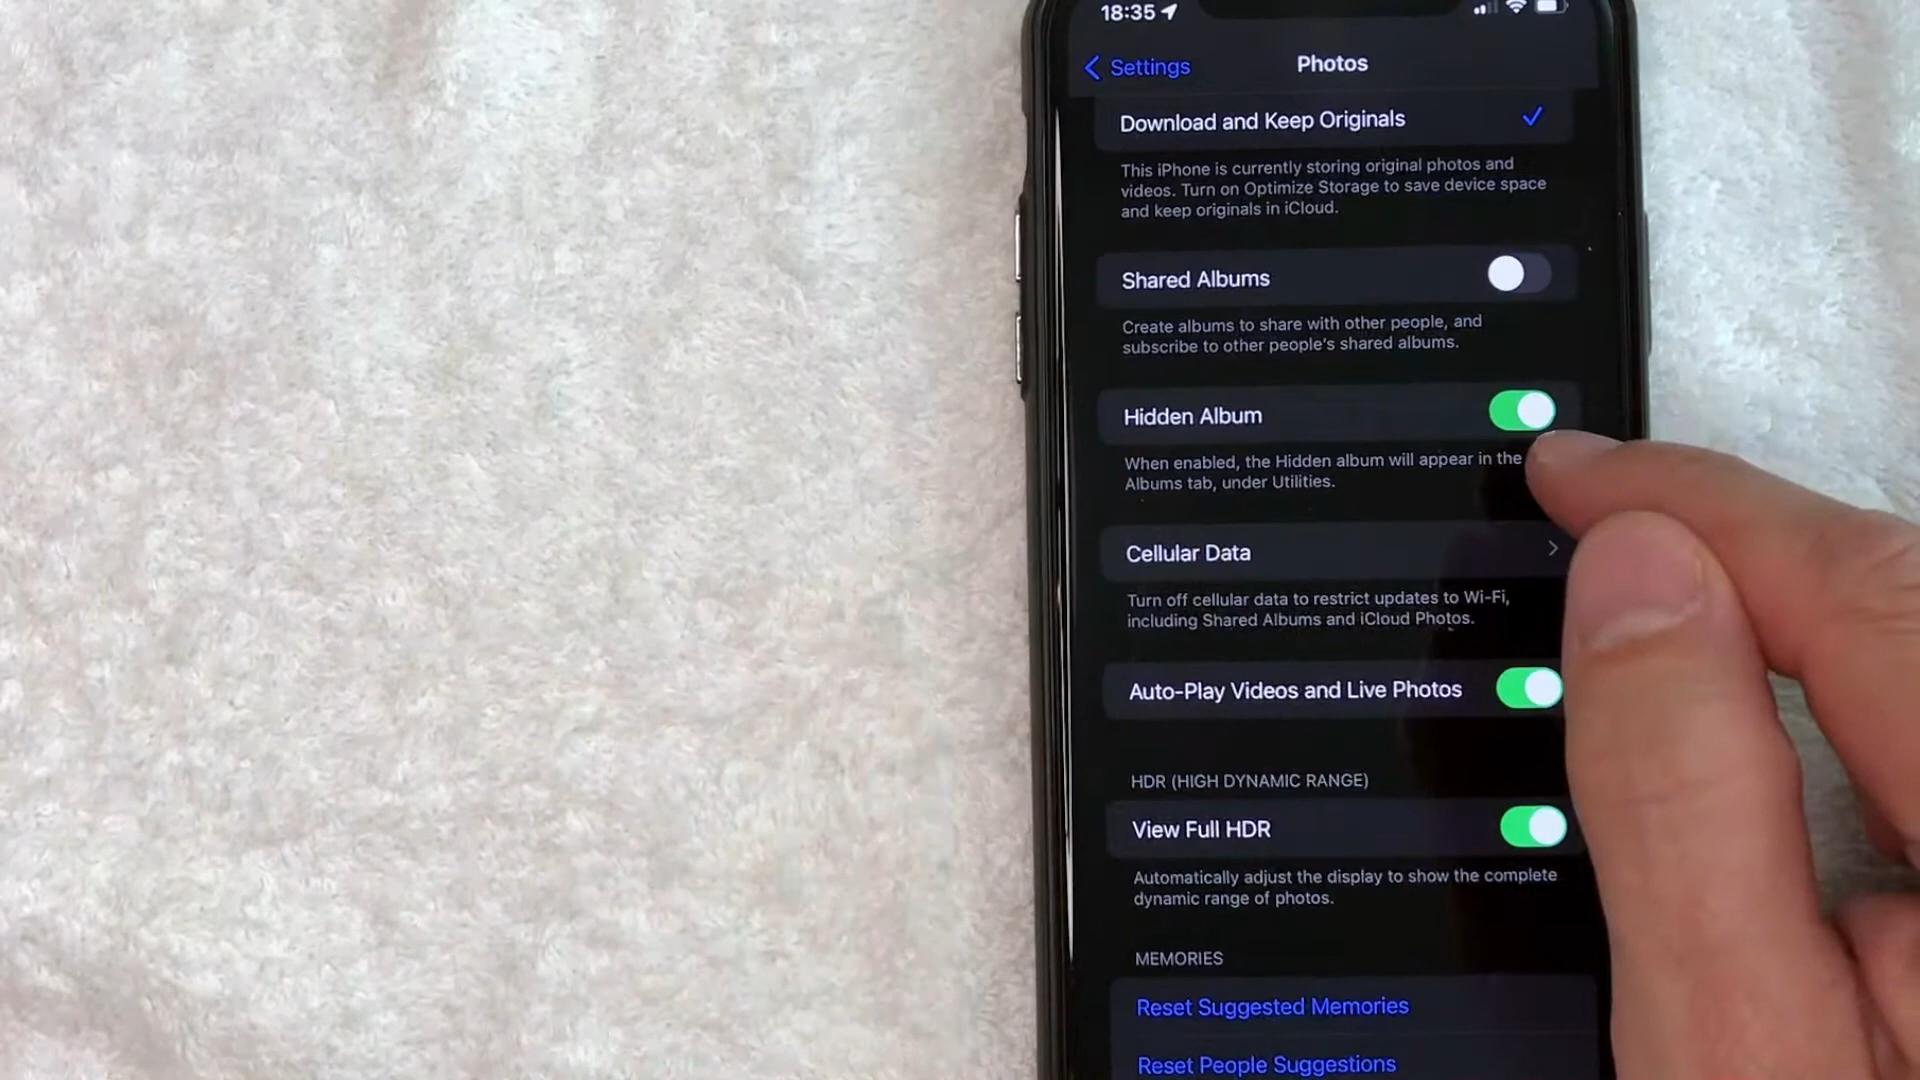 18:35
Settings
Photos
Download and Keep Originals
This iPhone is currently storing original photos and
videos. Turn on Optimize Storage to save device space
and keep originals in iCloud.
Shared Albums
Create albums to share with other people, and
subscribe to other people's shared albums.
Hidden Album
When enabled, the Hidden album will appear in the
Albums tab, under Utilities.
Cellular Data
Turn off cellular data to restrict updates to Wi-Fi,
including Shared Albums and iCloud Photos.
Auto-Play Videos and Live Photos
HDR (HIGH DYNAMIC RANGE)
View Full HDR
Automatically adjust the display to show the complete
dynamic range of photos.
MEMORIES
Reset Suggested Memories
Reset People Suggestions